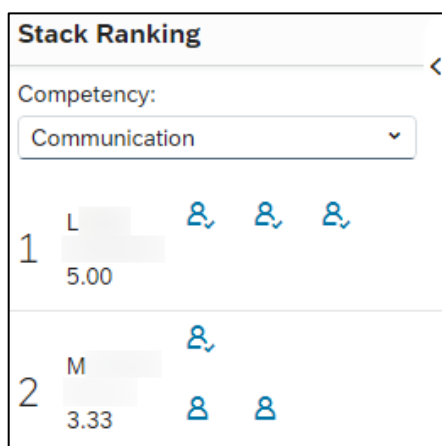 Stack Ranking
Competency:
Communication
1
L
5.00
2
M
3.33